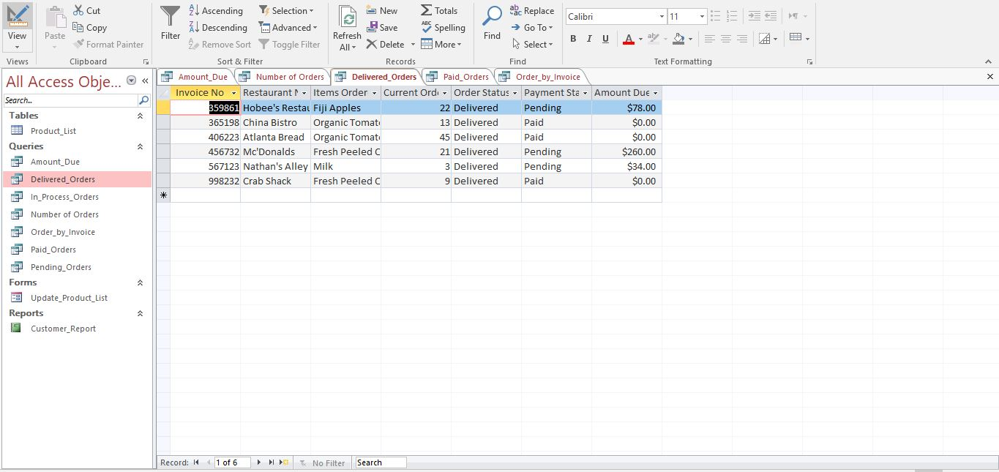 View
Views
Paste
Cut
Copy
Format Painter
Clipboard
Filter
Ascending
Descending
Remove Sort
Selection
Advanced
Toggle Filter
Sort & Filter
Refresh
All
New
Save
Delete
Totals
Spelling
More
Records
Find
Replace
Go To
Select
Find
Calibri
11
B I U A
Text Formatting
All Access Obje...
Search...
Tables
Product_List
Queries
Amount_Due
Delivered_Orders
In_Process_Orders
Number of Orders
Order_by_Invoice
Paid_Orders
Pending_Orders
Forms
Update_Product_List
Reports
Customer_Report
Amount_Due Number of Orders Delivered_Orders Paid_Orders Order_by_Invoice
Invoice No Restaurant N Items Order Current Orde Order Status Payment Sta Amount Due
359861 Hobee's Restau Fiji Apples 22 Delivered Pending $78.00
365198 China Bistro Organic Tomato 13 Delivered Paid $0.00
406223 Atlanta Bread Organic Tomato 45 Delivered Paid $0.00
456732 Mc'Donalds Fresh Peeled C 21 Delivered Pending $260.00
567123 Nathan's Alley Milk 3 Delivered Pending $34.00
998232 Crab Shack Fresh Peeled C 9 Delivered Paid $0.00
Record: 1 of 6 No Filter Search